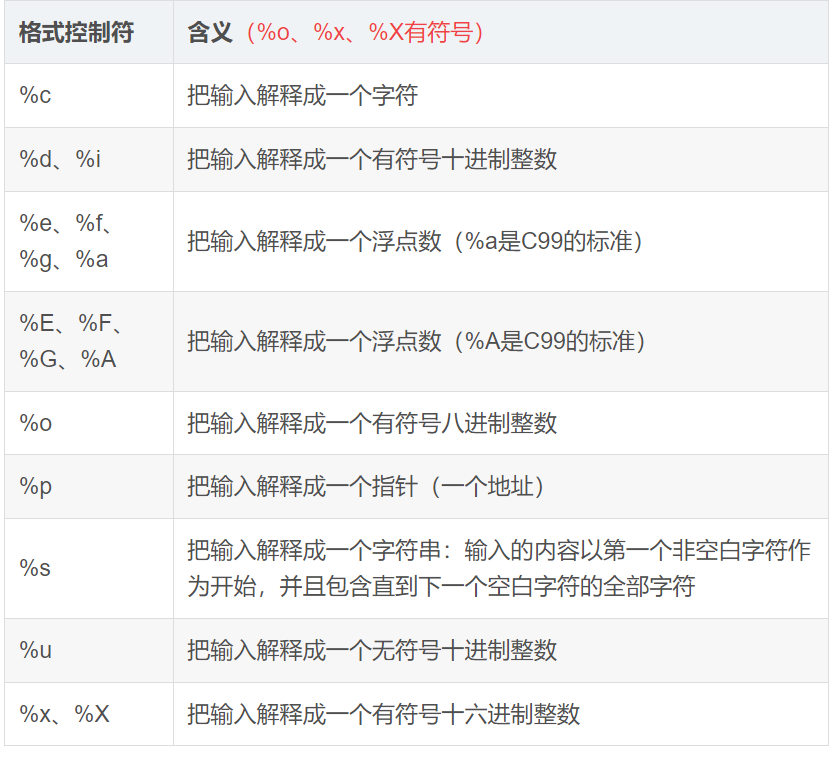 格式控制符 含义（%o、%x、%X有符号）
%c 把输入解释成一个字符
%d、%i 把输入解释成一个有符号十进制整数
%e、%f、
%g、%a
把输入解释成一个浮点数（%a是C99的标准）
%E、%F、
%G、%A
把输入解释成一个浮点数（%A是C99的标准）
%o 把输入解释成一个有符号八进制整数
%p 把输入解释成一个指针（一个地址）
%s
把输入解释成一个字符串：输入的内容以第一个非空白字符作
为开始，并且包含直到下一个空白字符的全部字符
%u 把输入解释成一个无符号十进制整数
%x、%X 把输入解释成一个有符号十六进制整数